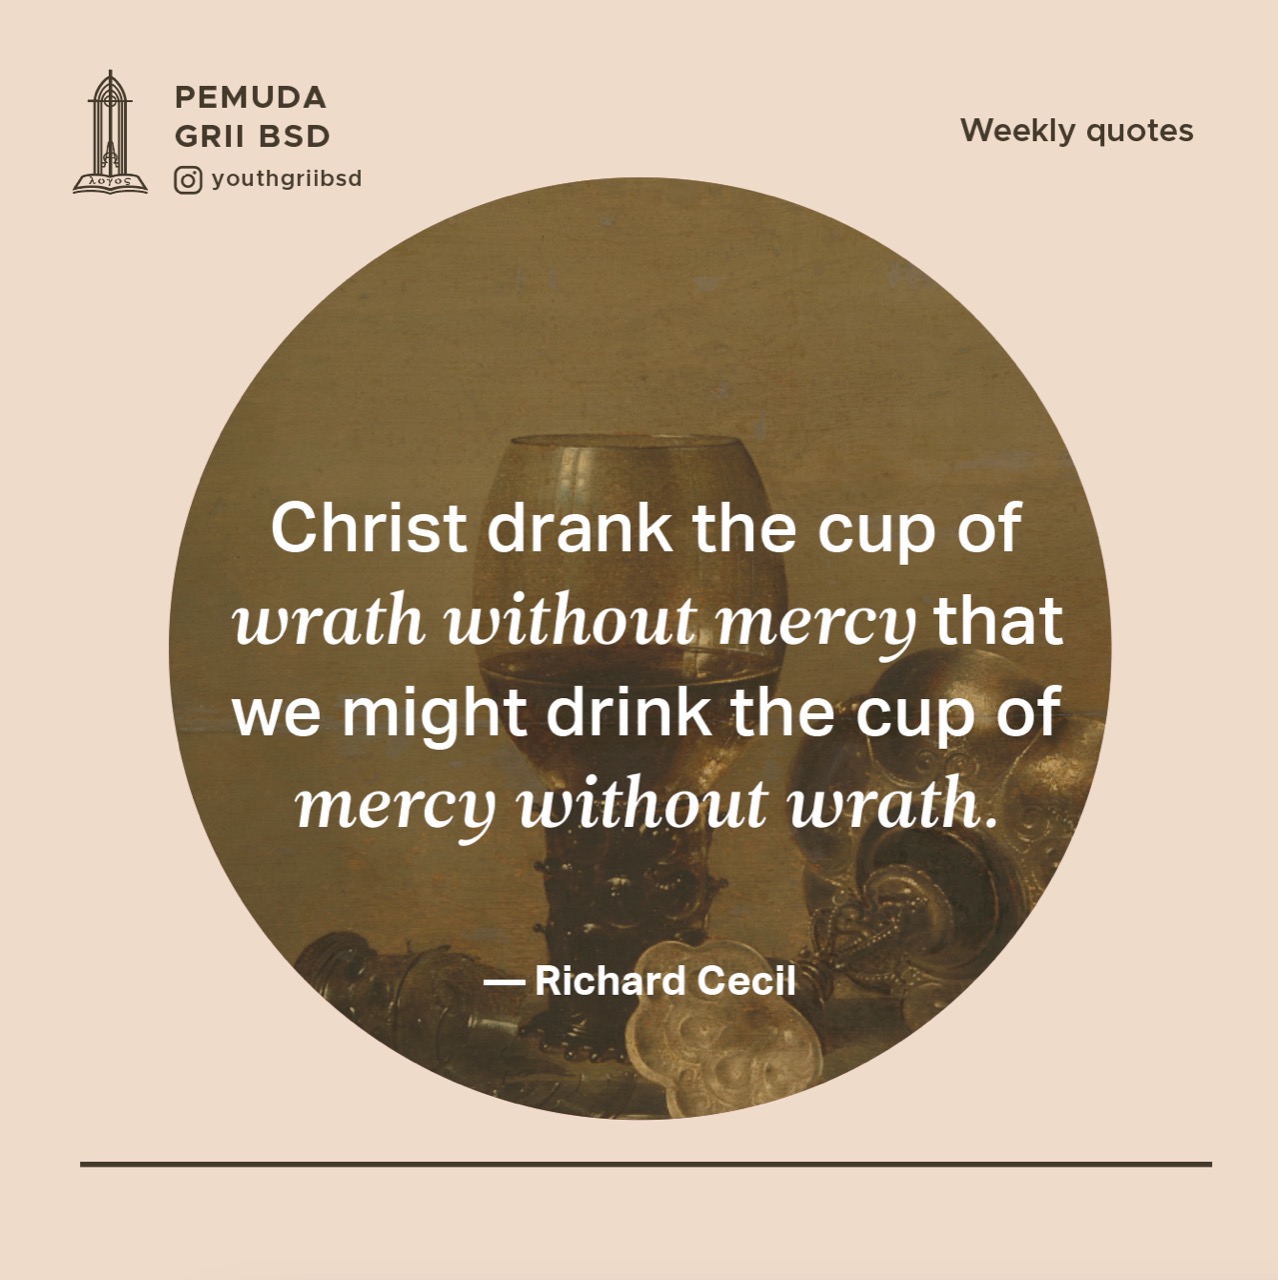 PEMUDA
GRII BSD
youthgriibsd
λογος
Weekly quotes
Christ drank the cup of
wrath without mercy that
we might drink the cup of
mercy without wrath.
— Richard Cecil